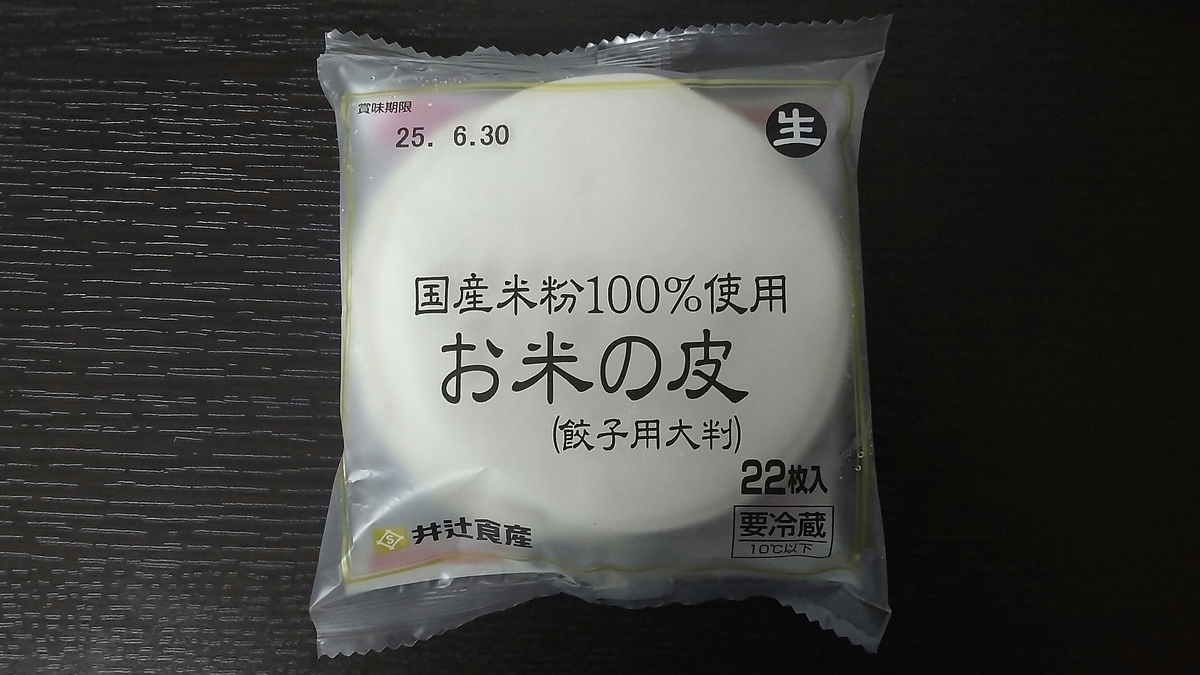 賞味期限
25. 6.30
生
国産米粉100%使用
お米の皮
(餃子用大判)
22枚入
要冷蔵
10℃以下
S 井辻食産